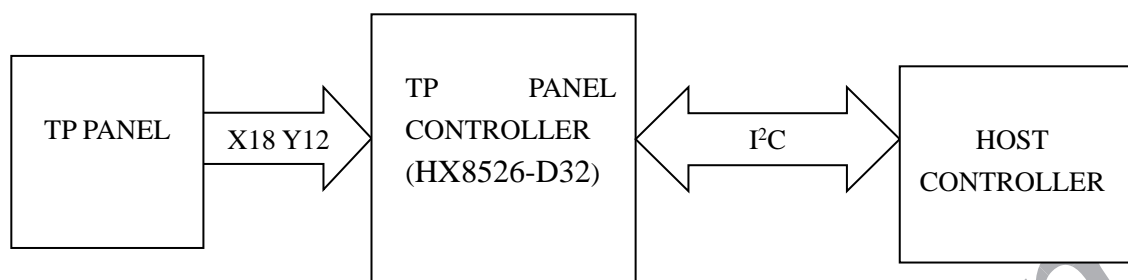 TP PANEL
X18 Y12
TP PANEL
CONTROLLER
(HX8526-D32)
I²C
HOST
CONTROLLER